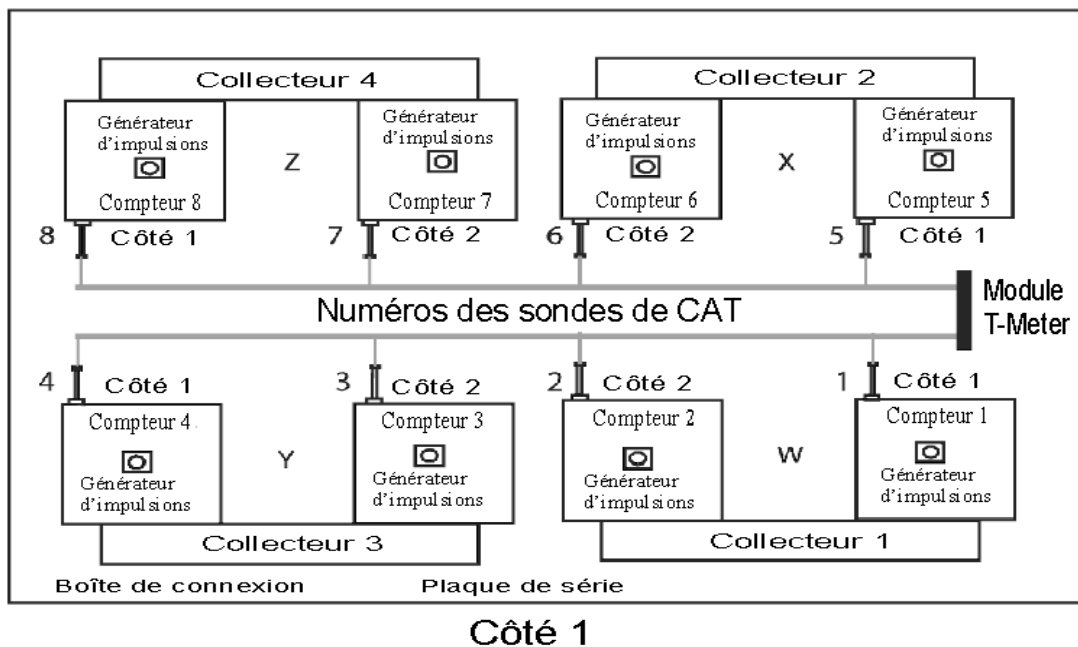 Collecteur 4
Collecteur 2
Générateur
d'impulsions
Compteur 8
Z
Générateur
d'impulsions
Compteur 7
Générateur
d'impulsions
Compteur 6
X
Générateur
d'impulsions
Compteur 5
8 Côté 1
7 Côté 2
6 Côté 2
5 Côté 1
Numéros des sondes de CAT
Module
T-Meter
4 Côté 1
3 Côté 2
2 Côté 2
1 Côté 1
Compteur 4
Générateur
d'impulsions
Y
Compteur 3
Générateur
d'impulsions
Compteur 2
Générateur
d'impulsions
W
Compteur 1
Générateur
d'impulsions
Collecteur 3
Collecteur 1
Boîte de connexion
Plaque de série
Côté 1